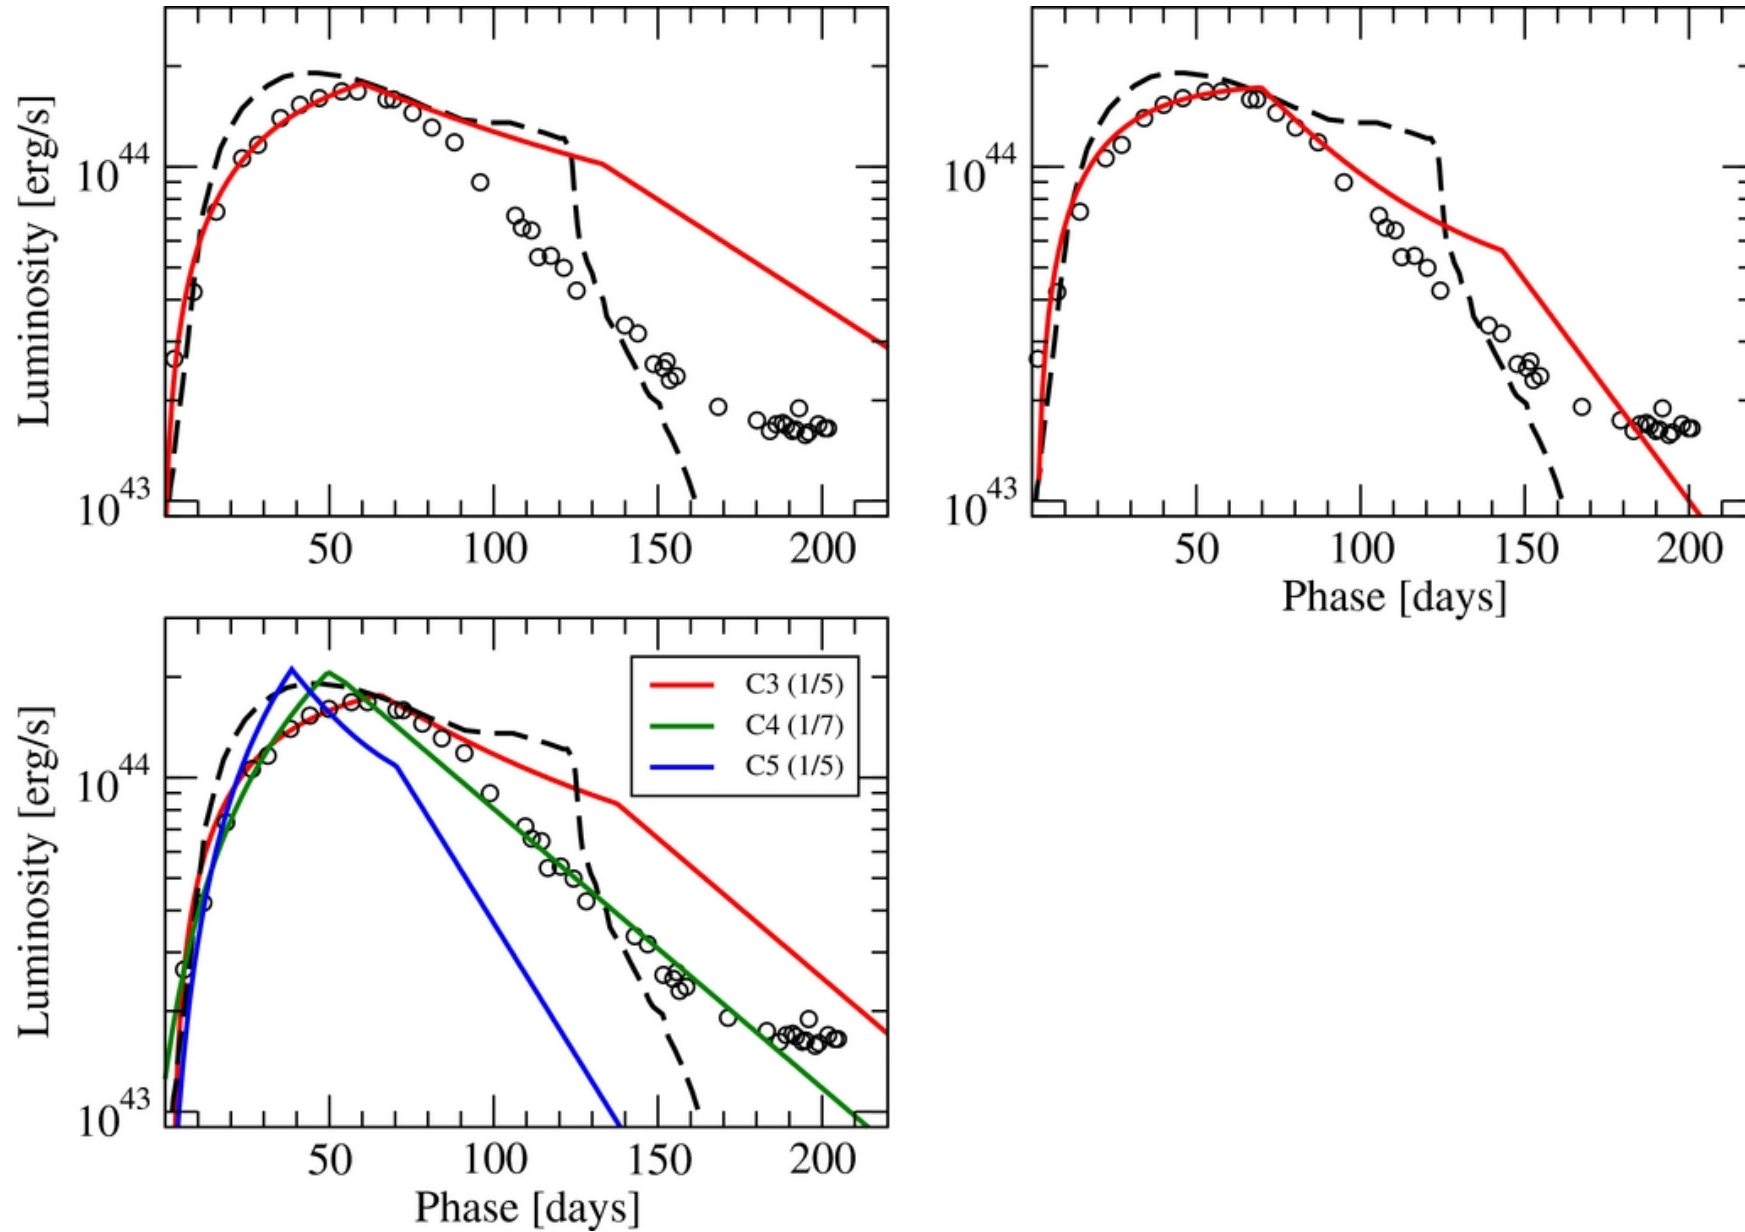 Luminosity [erg/s]
10^44
10^43
50 100 150 200
10^44
10^43
50 100 150 200
Phase [days]
Luminosity [erg/s]
10^44
10^43
C3 (1/5)
C4 (1/7)
C5 (1/5)
50 100 150 200
Phase [days]